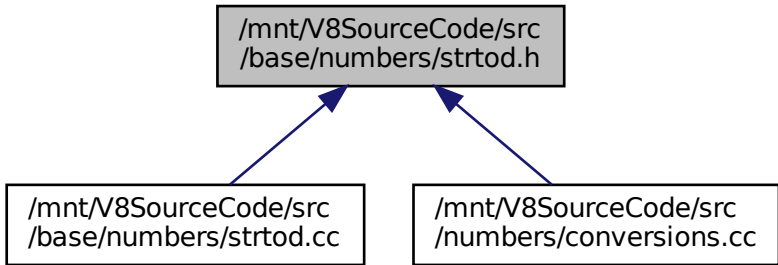 /mnt/V8SourceCode/src
/base/numbers/strtod.h
/mnt/V8SourceCode/src
/base/numbers/strtod.cc
/mnt/V8SourceCode/src
/numbers/conversions.cc